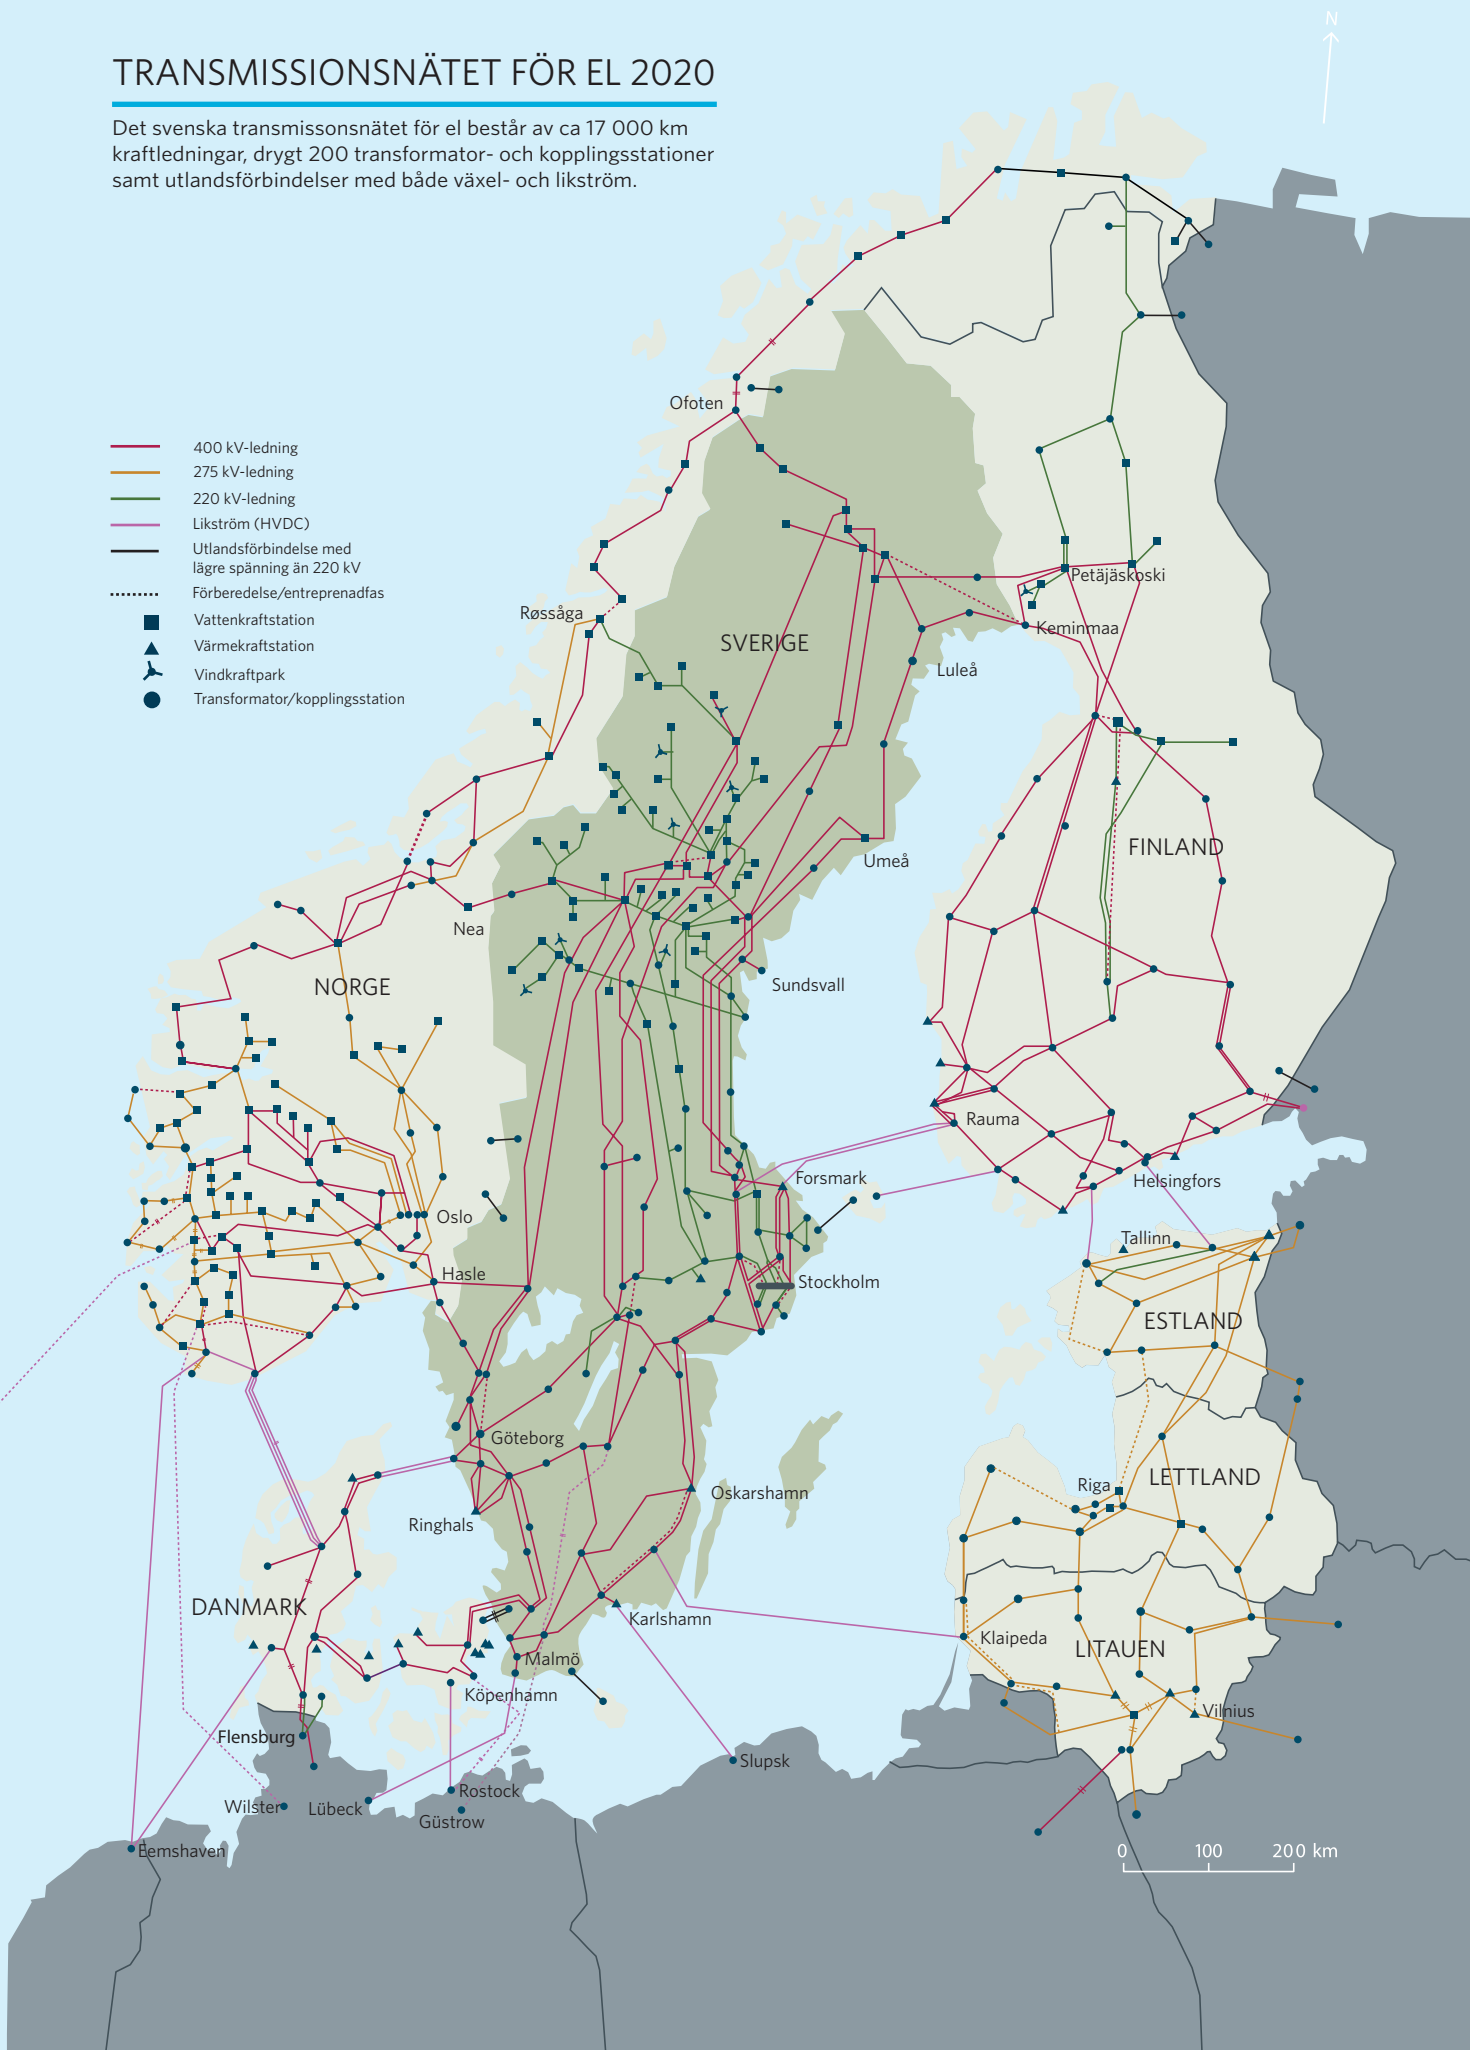 N
TRANSMISSIONSNÄTET FÖR EL 2020
Det svenska transmissonsnätet för el består av ca 17 000 km
kraftledningar, drygt 200 transformator- och kopplingsstationer
samt utlandsförbindelser med både växel- och likström.
400 kV-ledning
275 kV-ledning
220 kV-ledning
Likström (HVDC)
Utlandsförbindelse med
lägre spänning än 220 kV
Förberedelse/entreprenadfas
Vattenkraftstation
Värmekraftstation
Vindkraftpark
Transformator/kopplingsstation
Ofoten
Petäjäskoski
Røssåga
Keminmaa
SVERIGE
Luleå
FINLAND
Umeå
Nea
NORGE
Sundsvall
Rauma
Forsmark
Helsingfors
Oslo
Tallinn
Hasle
Stockholm
ESTLAND
Göteborg
LETTLAND
Riga
Oskarshamn
Ringhals
DANMARK
Karlshamn
Klaipeda
LITAUEN
Malmö
Köpenhamn
Vilnius
Flensburg
Slupsk
Rostock
Wilster
Lübeck
Güstrow
Eemshaven
0 100 200 km